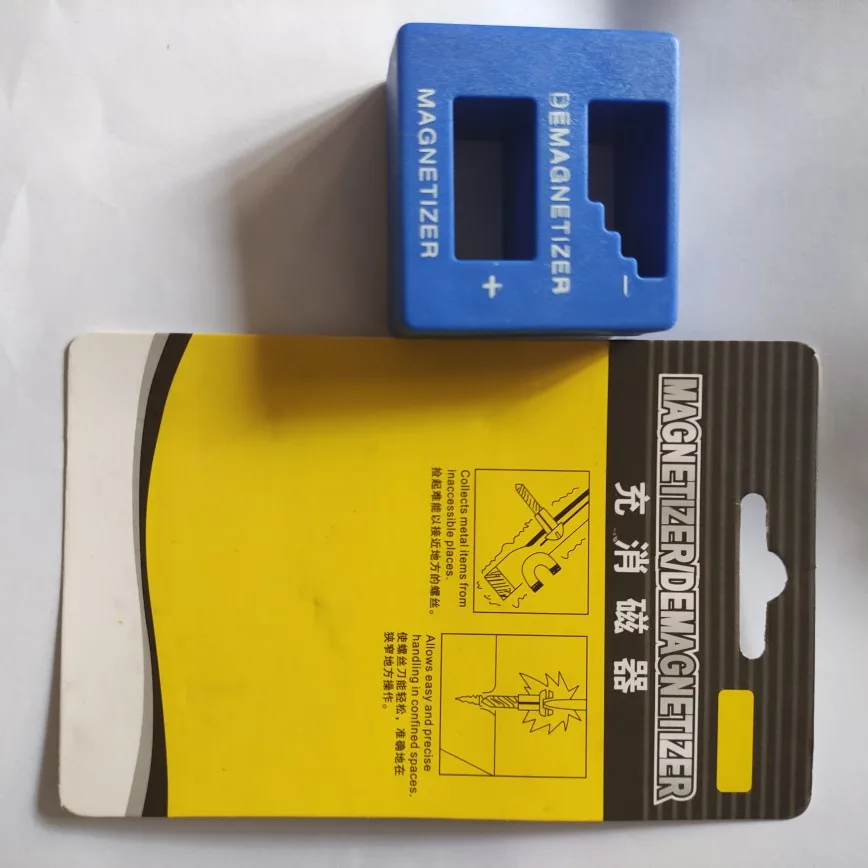 MAGNETIZER
+
DEMAGNETIZER
−
MAGNETIZER/DEMAGNETIZER
充消磁器
Collects metal items from
inaccessible places.
捡起难能以接近地方的螺丝。
Allows easy and precise
handling in confined spaces.
使螺丝刀能轻松，准确地在
狭窄地方操作。